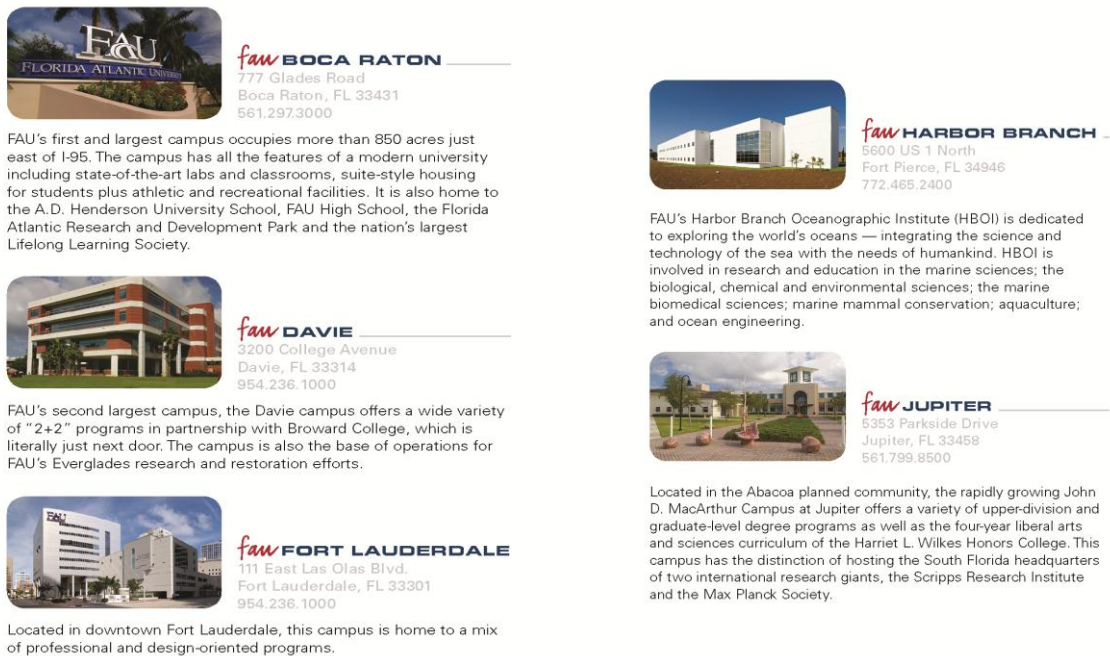 FAU
FLORIDA ATLANTIC UNIVERSITY
fau BOCA RATON
777 Glades Road
Boca Raton, FL 33431
561.297.3000
FAU's first and largest campus occupies more than 850 acres just
east of I-95. The campus has all the features of a modern university
including state-of-the-art labs and classrooms, suite-style housing
for students plus athletic and recreational facilities. It is also home to
the A.D. Henderson University School, FAU High School, the Florida
Atlantic Research and Development Park and the nation's largest
Lifelong Learning Society.
fau DAVIE
3200 College Avenue
Davie, FL 33314
954.236.1000
FAU's second largest campus, the Davie campus offers a wide variety
of "2+2" programs in partnership with Broward College, which is
literally just next door. The campus is also the base of operations for
FAU's Everglades research and restoration efforts.
FAU
fau FORT LAUDERDALE
111 East Las Olas Blvd.
Fort Lauderdale, FL 33301
954.236.1000
Located in downtown Fort Lauderdale, this campus is home to a mix
of professional and design-oriented programs.
fau HARBOR BRANCH
5600 US 1 North
Fort Pierce, FL 34946
772.465.2400
FAU's Harbor Branch Oceanographic Institute (HBOI) is dedicated
to exploring the world's oceans — integrating the science and
technology of the sea with the needs of humankind. HBOI is
involved in research and education in the marine sciences; the
biological, chemical and environmental sciences; the marine
biomedical sciences; marine mammal conservation; aquaculture;
and ocean engineering.
fau JUPITER
5353 Parkside Drive
Jupiter, FL 33458
561.799.8500
Located in the Abacoa planned community, the rapidly growing John
D. MacArthur Campus at Jupiter offers a variety of upper-division and
graduate-level degree programs as well as the four-year liberal arts
and sciences curriculum of the Harriet L. Wilkes Honors College. This
campus has the distinction of hosting the South Florida headquarters
of two international research giants, the Scripps Research Institute
and the Max Planck Society.